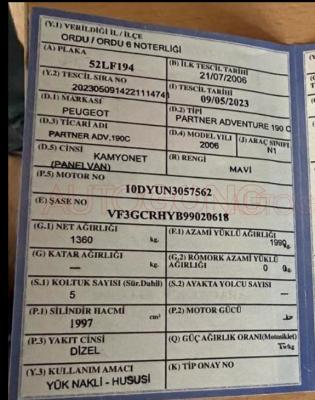 (Y.1) VERİLDİĞİ İL / İLÇE
ORDU / ORDU 6 NOTERLİĞİ
(A) PLAKA
52LF194
(B) İLK TESCİL TARİHİ
21/07/2006
(Y.2) TESCİL SIRA NO
(I) TESCİL TARİHİ
09/05/2023
(D.1) MARKASI
PEUGEOT
(D.2) TİPİ
PARTNER ADVENTURE 190 C
(D.3) TİCARİ ADI
PARTNER ADV.190C
(D.4) MODEL YILI
2006
(J) ARAÇ SINIFI
N1
(D.5) CİNSİ
KAMYONET
(PANELVAN)
(R) RENGİ
MAVİ
(P.5) MOTOR NO
10DYUN3057562
(E) ŞASE NO
VF3GCRHYB99020618
(G.1) NET AĞIRLIĞI
1360 kg.
(F.1) AZAMİ YÜKLÜ AĞIRLIĞI
1990 kg.
(G) KATAR AĞIRLIĞI
— kg.
(G.2) RÖMORK AZAMİ YÜKLÜ
AĞIRLIĞI
0 kg.
(S.1) KOLTUK SAYISI (Sür.Dahil)
5
(S.2) AYAKTA YOLCU SAYISI
—
(P.1) SİLİNDİR HACMİ
1997 cm³
(P.2) MOTOR GÜCÜ
(P.3) YAKIT CİNSİ
DİZEL
(Q) GÜÇ AĞIRLIK ORANI(Motosiklet)
(Y.3) KULLANIM AMACI
YÜK NAKLİ - HUSUSİ
(K) TİP ONAY NO